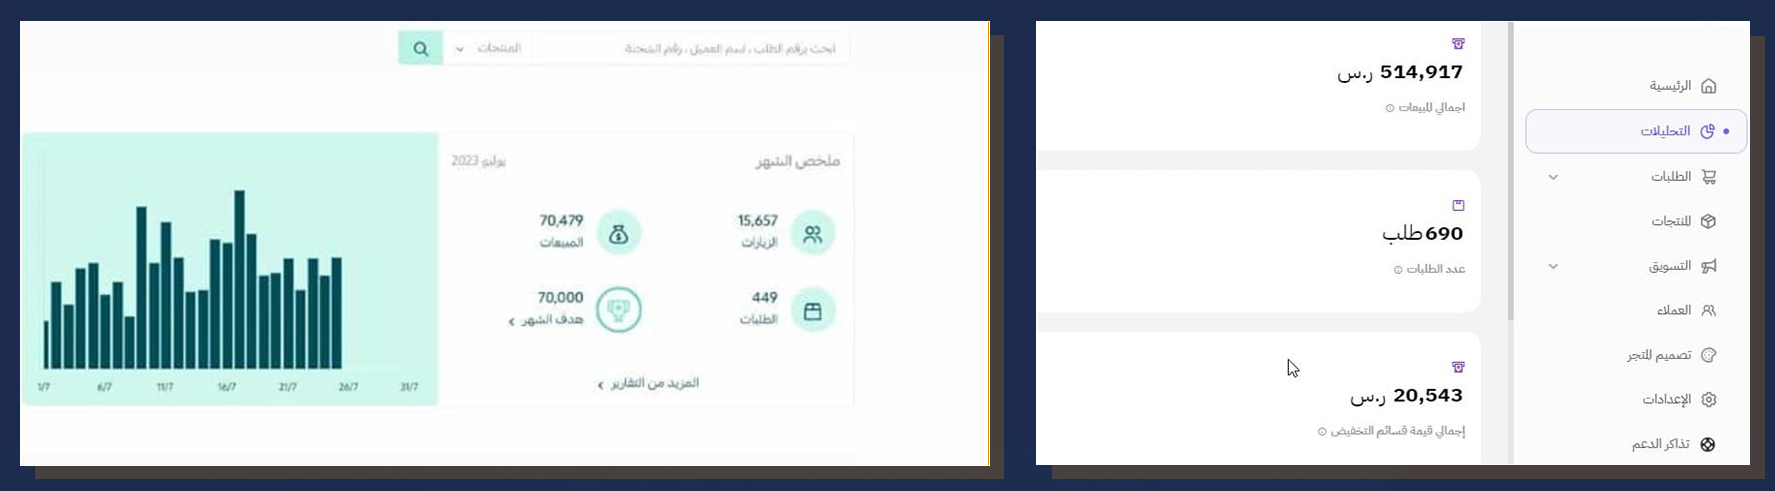 الرئيسية
التحليلات
الطلبات
المنتجات
التسويق
العملاء
تصميم المتجر
الإعدادات
تذاكر الدعم
514,917 ر.س
اجمالي المبيعات
690 طلب
عدد الطلبات
20,543 ر.س
إجمالي قيمة قسائم التخفيض
ابحث برقم الطلب ، اسم العميل ، رقم الشحنة
المنتجات
ملخص الشهر
يوليو 2023
15,657
الزيارات
70,479
المبيعات
449
الطلبات
70,000
هدف الشهر
المزيد من التقارير
1/7 6/7 11/7 16/7 21/7 26/7 31/7